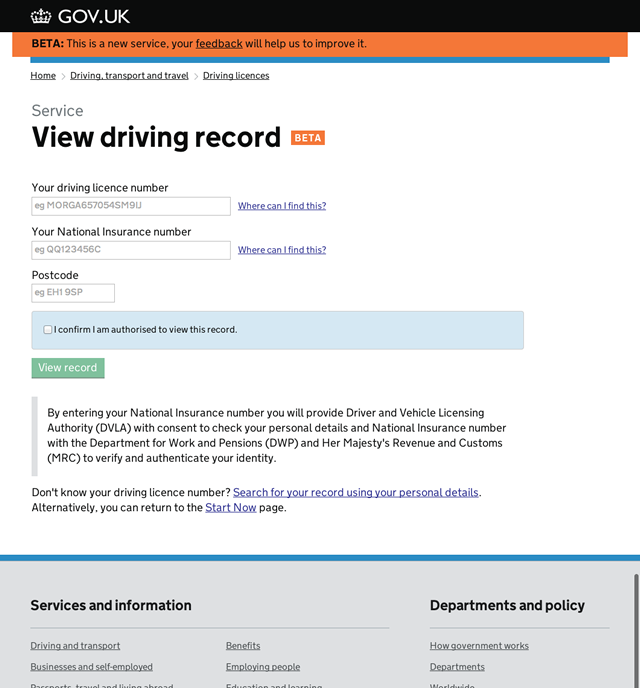 GOV.UK
BETA: This is a new service, your feedback will help us to improve it.
Home > Driving, transport and travel > Driving licences
Service
View driving record BETA
Your driving licence number
eg MORGA657054SM9IJ Where can I find this?
Your National Insurance number
eg QQ123456C Where can I find this?
Postcode
eg EH1 9SP
I confirm I am authorised to view this record.
View record
By entering your National Insurance number you will provide Driver and Vehicle Licensing
Authority (DVLA) with consent to check your personal details and National Insurance number
with the Department for Work and Pensions (DWP) and Her Majesty's Revenue and Customs
(MRC) to verify and authenticate your identity.
Don't know your driving licence number? Search for your record using your personal details.
Alternatively, you can return to the Start Now page.
Services and information Departments and policy
Driving and transport Benefits How government works
Businesses and self-employed Employing people Departments
Passports, travel and living abroad Education and learning Worldwide